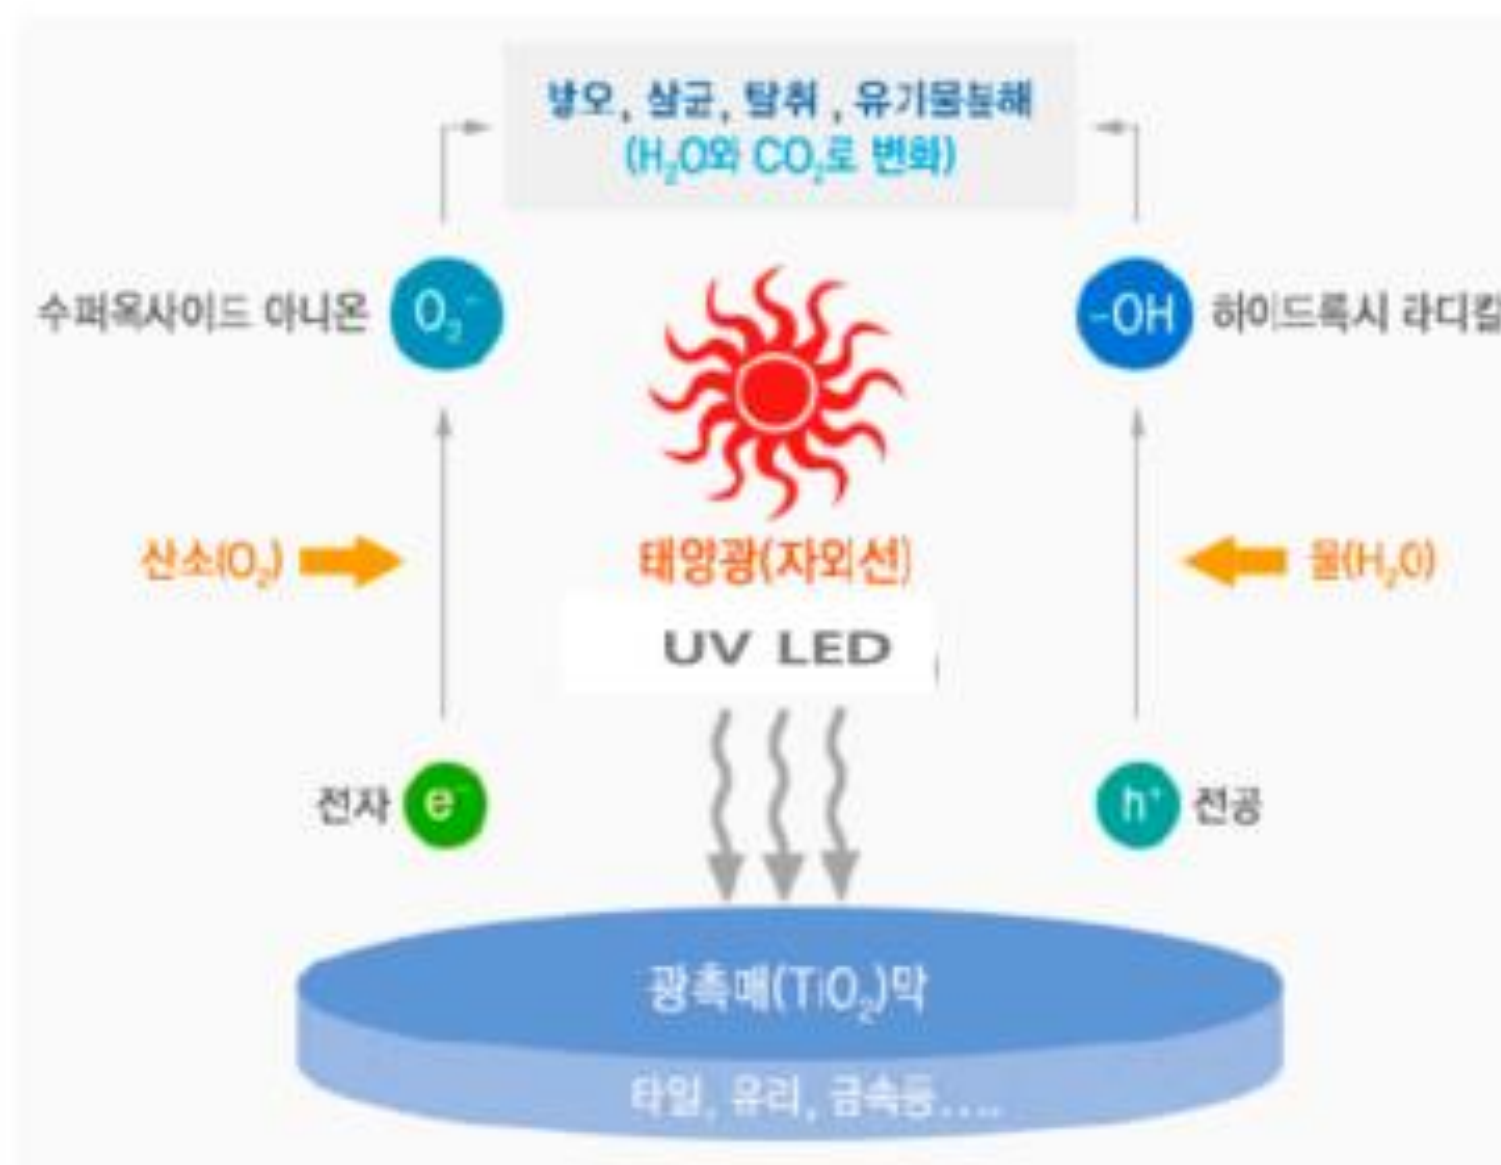 방오, 살균, 탈취, 유기물분해
(H₂O와 CO₂로 변화)
수퍼옥사이드 아니온
O₂⁻
-OH
하이드록시 라디칼
산소(O₂)
태양광(자외선)
물(H₂O)
UV LED
전자
e⁻
h⁺
전공
광촉매(TiO₂)막
타일, 유리, 금속등....